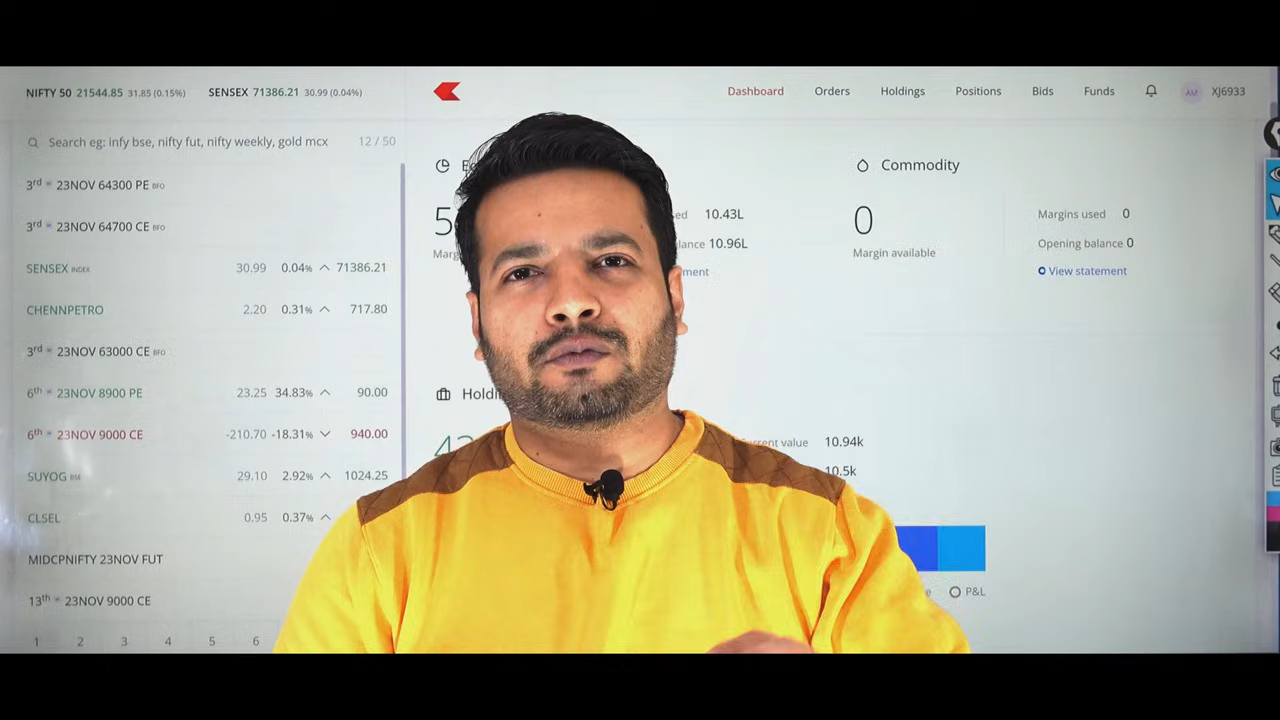 NIFTY 50 21544.85 31.85 (0.15%) SENSEX 71386.21 30.99 (0.04%)
Dashboard Orders Holdings Positions Bids Funds AM XJ6933
Search eg: infy bse, nifty fut, nifty weekly, gold mcx 12 / 50
3rd w 23NOV 64300 PE BFO
3rd w 23NOV 64700 CE BFO
SENSEX INDEX 30.99 0.04% 71386.21
CHENNPETRO 2.20 0.31% 717.80
3rd w 23NOV 63000 CE BFO
6th w 23NOV 8900 PE 23.25 34.83% 90.00
6th w 23NOV 9000 CE -210.70 -18.31% 940.00
SUYOG BSE 29.10 2.92% 1024.25
CLSEL 0.95 0.37%
MIDCPNIFTY 23NOV FUT
13th w 23NOV 9000 CE
1 2 3 4 5 6
10.43L
10.96L
Commodity
0
Margin available
Margins used 0
Opening balance 0
View statement
Current value 10.94k
10.5k
P&L